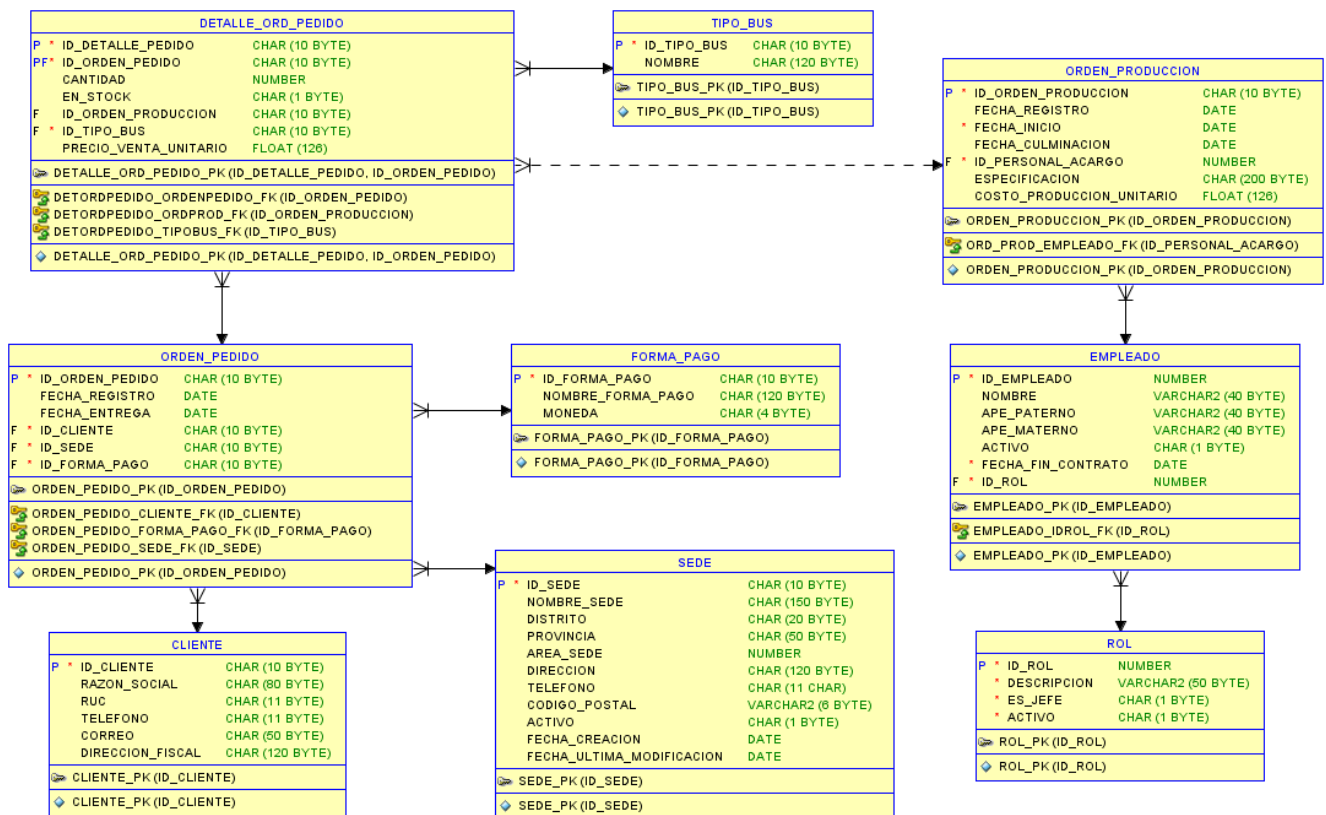 DETALLE_ORD_PEDIDO
P * ID_DETALLE_PEDIDO CHAR (10 BYTE)
PF* ID_ORDEN_PEDIDO CHAR (10 BYTE)
CANTIDAD NUMBER
EN_STOCK CHAR (1 BYTE)
F ID_ORDEN_PRODUCCION CHAR (10 BYTE)
F * ID_TIPO_BUS CHAR (10 BYTE)
PRECIO_VENTA_UNITARIO FLOAT (126)
DETALLE_ORD_PEDIDO_PK (ID_DETALLE_PEDIDO, ID_ORDEN_PEDIDO)
DETORDPEDIDO_ORDENPEDIDO_FK (ID_ORDEN_PEDIDO)
DETORDPEDIDO_ORDPROD_FK (ID_ORDEN_PRODUCCION)
DETORDPEDIDO_TIPOBUS_FK (ID_TIPO_BUS)
DETALLE_ORD_PEDIDO_PK (ID_DETALLE_PEDIDO, ID_ORDEN_PEDIDO)
TIPO_BUS
P * ID_TIPO_BUS CHAR (10 BYTE)
NOMBRE CHAR (120 BYTE)
TIPO_BUS_PK (ID_TIPO_BUS)
TIPO_BUS_PK (ID_TIPO_BUS)
ORDEN_PRODUCCION
P * ID_ORDEN_PRODUCCION CHAR (10 BYTE)
FECHA_REGISTRO DATE
* FECHA_INICIO DATE
FECHA_CULMINACION DATE
F * ID_PERSONAL_ACARGO NUMBER
ESPECIFICACION CHAR (200 BYTE)
COSTO_PRODUCCION_UNITARIO FLOAT (126)
ORDEN_PRODUCCION_PK (ID_ORDEN_PRODUCCION)
ORD_PROD_EMPLEADO_FK (ID_PERSONAL_ACARGO)
ORDEN_PRODUCCION_PK (ID_ORDEN_PRODUCCION)
ORDEN_PEDIDO
P * ID_ORDEN_PEDIDO CHAR (10 BYTE)
FECHA_REGISTRO DATE
FECHA_ENTREGA DATE
F * ID_CLIENTE CHAR (10 BYTE)
F * ID_SEDE CHAR (10 BYTE)
F * ID_FORMA_PAGO CHAR (10 BYTE)
ORDEN_PEDIDO_PK (ID_ORDEN_PEDIDO)
ORDEN_PEDIDO_CLIENTE_FK (ID_CLIENTE)
ORDEN_PEDIDO_FORMA_PAGO_FK (ID_FORMA_PAGO)
ORDEN_PEDIDO_SEDE_FK (ID_SEDE)
ORDEN_PEDIDO_PK (ID_ORDEN_PEDIDO)
FORMA_PAGO
P * ID_FORMA_PAGO CHAR (10 BYTE)
NOMBRE_FORMA_PAGO CHAR (120 BYTE)
MONEDA CHAR (4 BYTE)
FORMA_PAGO_PK (ID_FORMA_PAGO)
FORMA_PAGO_PK (ID_FORMA_PAGO)
EMPLEADO
P * ID_EMPLEADO NUMBER
NOMBRE VARCHAR2 (40 BYTE)
APE_PATERNO VARCHAR2 (40 BYTE)
APE_MATERNO VARCHAR2 (40 BYTE)
ACTIVO CHAR (1 BYTE)
* FECHA_FIN_CONTRATO DATE
F * ID_ROL NUMBER
EMPLEADO_PK (ID_EMPLEADO)
EMPLEADO_IDROL_FK (ID_ROL)
EMPLEADO_PK (ID_EMPLEADO)
CLIENTE
P * ID_CLIENTE CHAR (10 BYTE)
RAZON_SOCIAL CHAR (80 BYTE)
RUC CHAR (11 BYTE)
TELEFONO CHAR (11 BYTE)
CORREO CHAR (50 BYTE)
DIRECCION_FISCAL CHAR (120 BYTE)
CLIENTE_PK (ID_CLIENTE)
CLIENTE_PK (ID_CLIENTE)
SEDE
P * ID_SEDE CHAR (10 BYTE)
NOMBRE_SEDE CHAR (150 BYTE)
DISTRITO CHAR (20 BYTE)
PROVINCIA CHAR (50 BYTE)
AREA_SEDE NUMBER
DIRECCION CHAR (120 BYTE)
TELEFONO CHAR (11 CHAR)
CODIGO_POSTAL VARCHAR2 (6 BYTE)
ACTIVO CHAR (1 BYTE)
FECHA_CREACION DATE
FECHA_ULTIMA_MODIFICACION DATE
SEDE_PK (ID_SEDE)
SEDE_PK (ID_SEDE)
ROL
P * ID_ROL NUMBER
* DESCRIPCION VARCHAR2 (50 BYTE)
* ES_JEFE CHAR (1 BYTE)
* ACTIVO CHAR (1 BYTE)
ROL_PK (ID_ROL)
ROL_PK (ID_ROL)